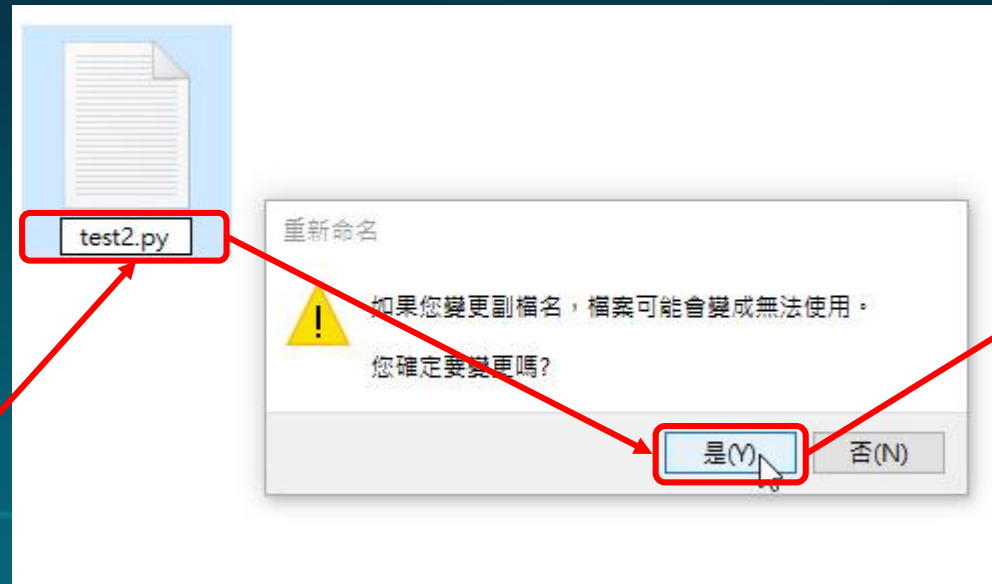 test2.py
重新命名
如果您變更副檔名，檔案可能會變成無法使用。
您確定要變更嗎?
是(Y)
否(N)